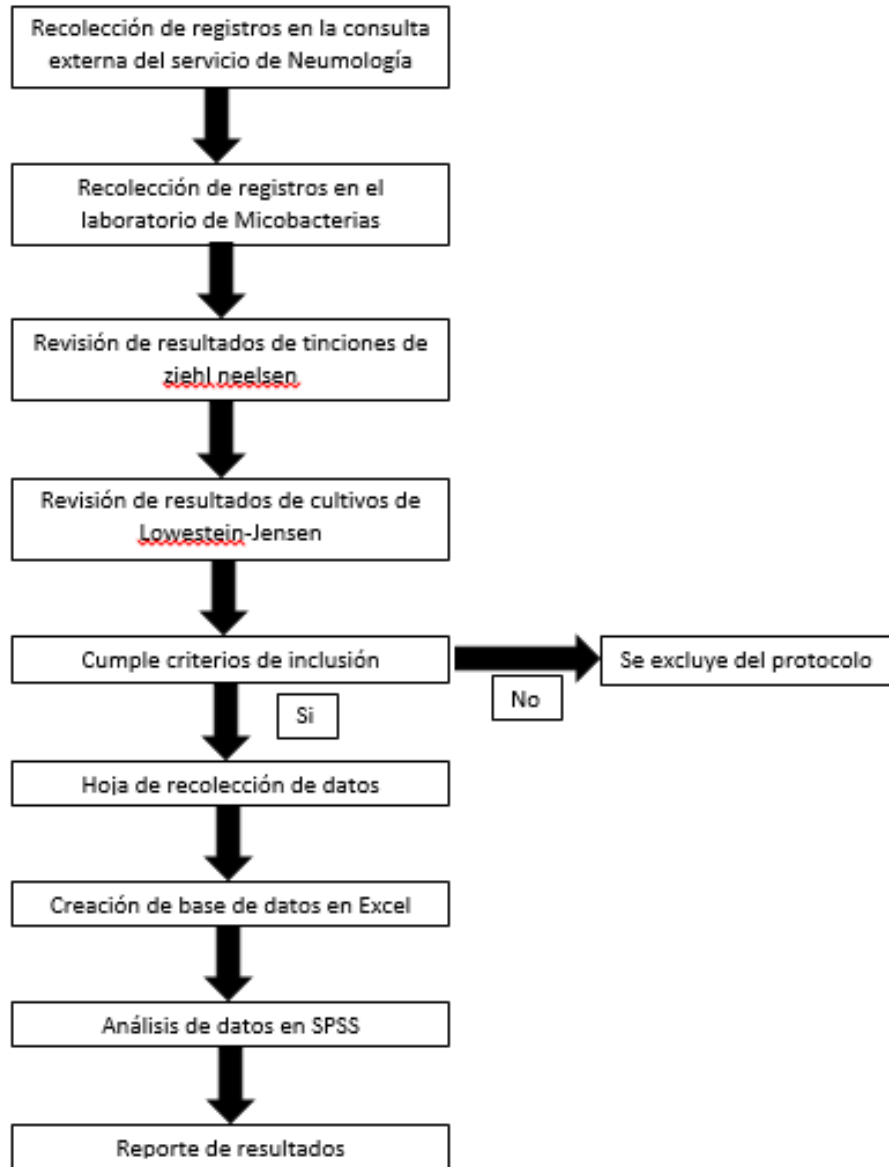 Recolección de registros en la consulta
externa del servicio de Neumología
Recolección de registros en el
laboratorio de Micobacterias
Revisión de resultados de tinciones de
ziehl neelsen
Revisión de resultados de cultivos de
Lowestein-Jensen
Cumple criterios de inclusión
Se excluye del protocolo
No
Si
Hoja de recolección de datos
Creación de base de datos en Excel
Análisis de datos en SPSS
Reporte de resultados